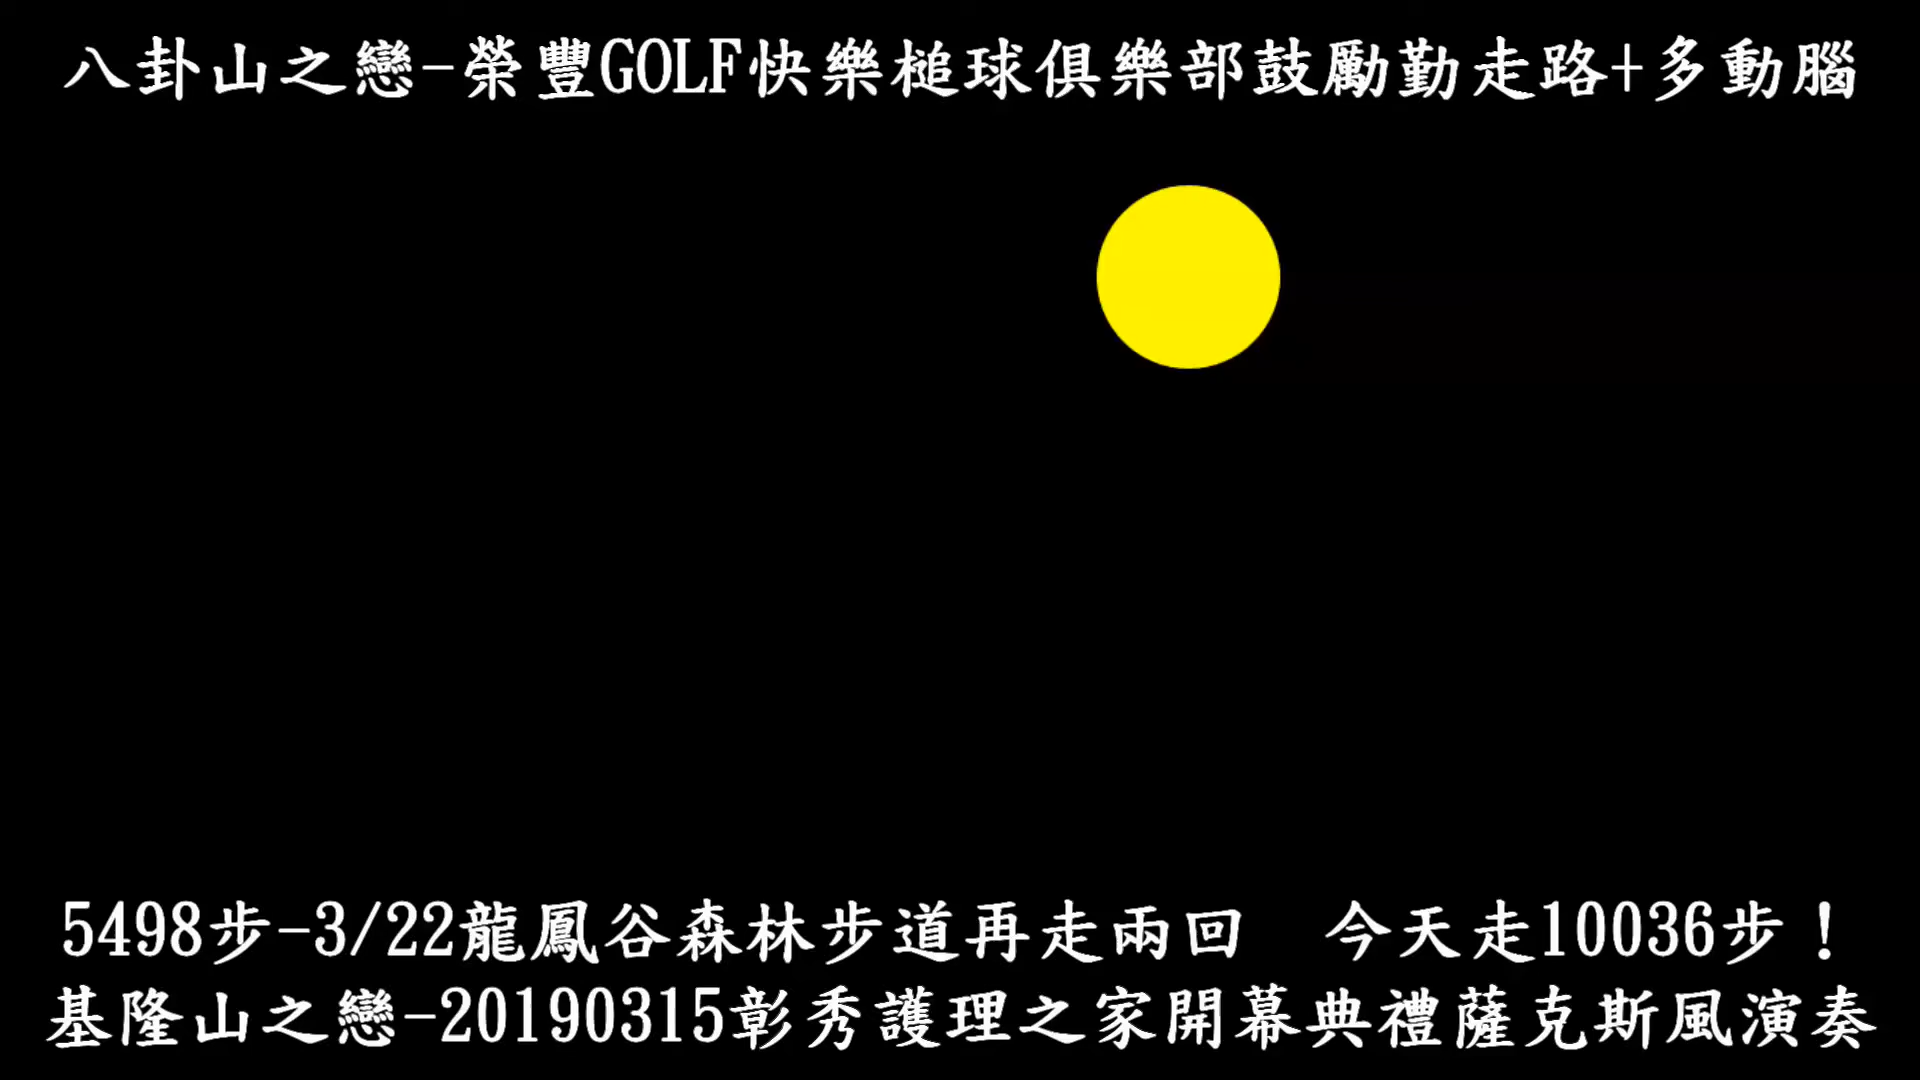 八卦山之戀-榮豐GOLF快樂槌球俱樂部鼓勵勤走路+多動腦
5498步-3/22龍鳳谷森林步道再走兩回　今天走10036步！
基隆山之戀-20190315彰秀護理之家開幕典禮薩克斯風演奏